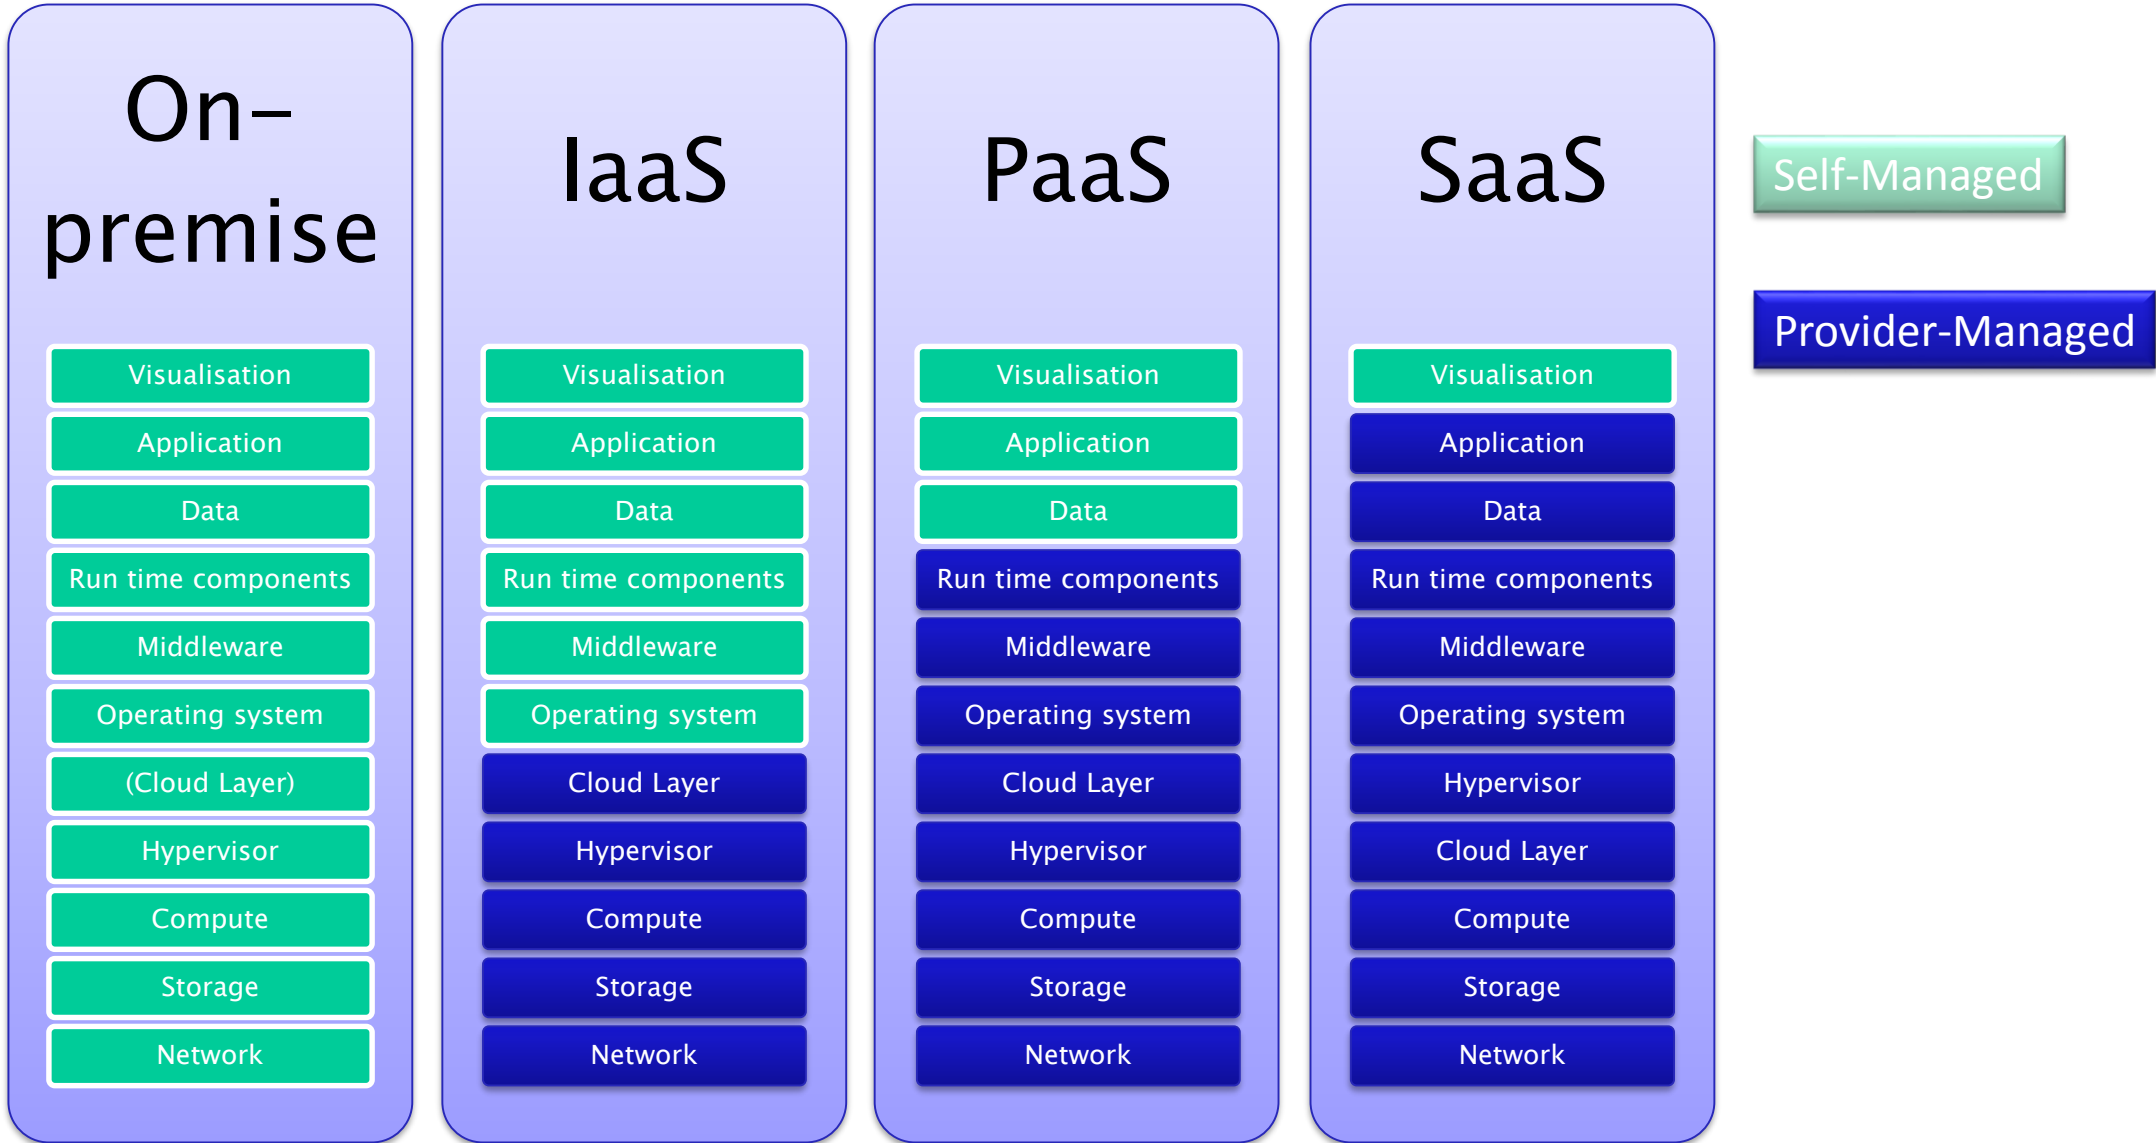 On-
premise
Visualisation
Application
Data
Run time components
Middleware
Operating system
(Cloud Layer)
Hypervisor
Compute
Storage
Network
IaaS
Visualisation
Application
Data
Run time components
Middleware
Operating system
Cloud Layer
Hypervisor
Compute
Storage
Network
PaaS
Visualisation
Application
Data
Run time components
Middleware
Operating system
Cloud Layer
Hypervisor
Compute
Storage
Network
SaaS
Visualisation
Application
Data
Run time components
Middleware
Operating system
Hypervisor
Cloud Layer
Compute
Storage
Network
Self-Managed
Provider-Managed